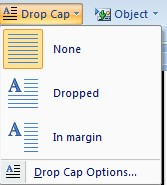 Drop Cap Object
None
Dropped
In margin
Drop Cap Options...